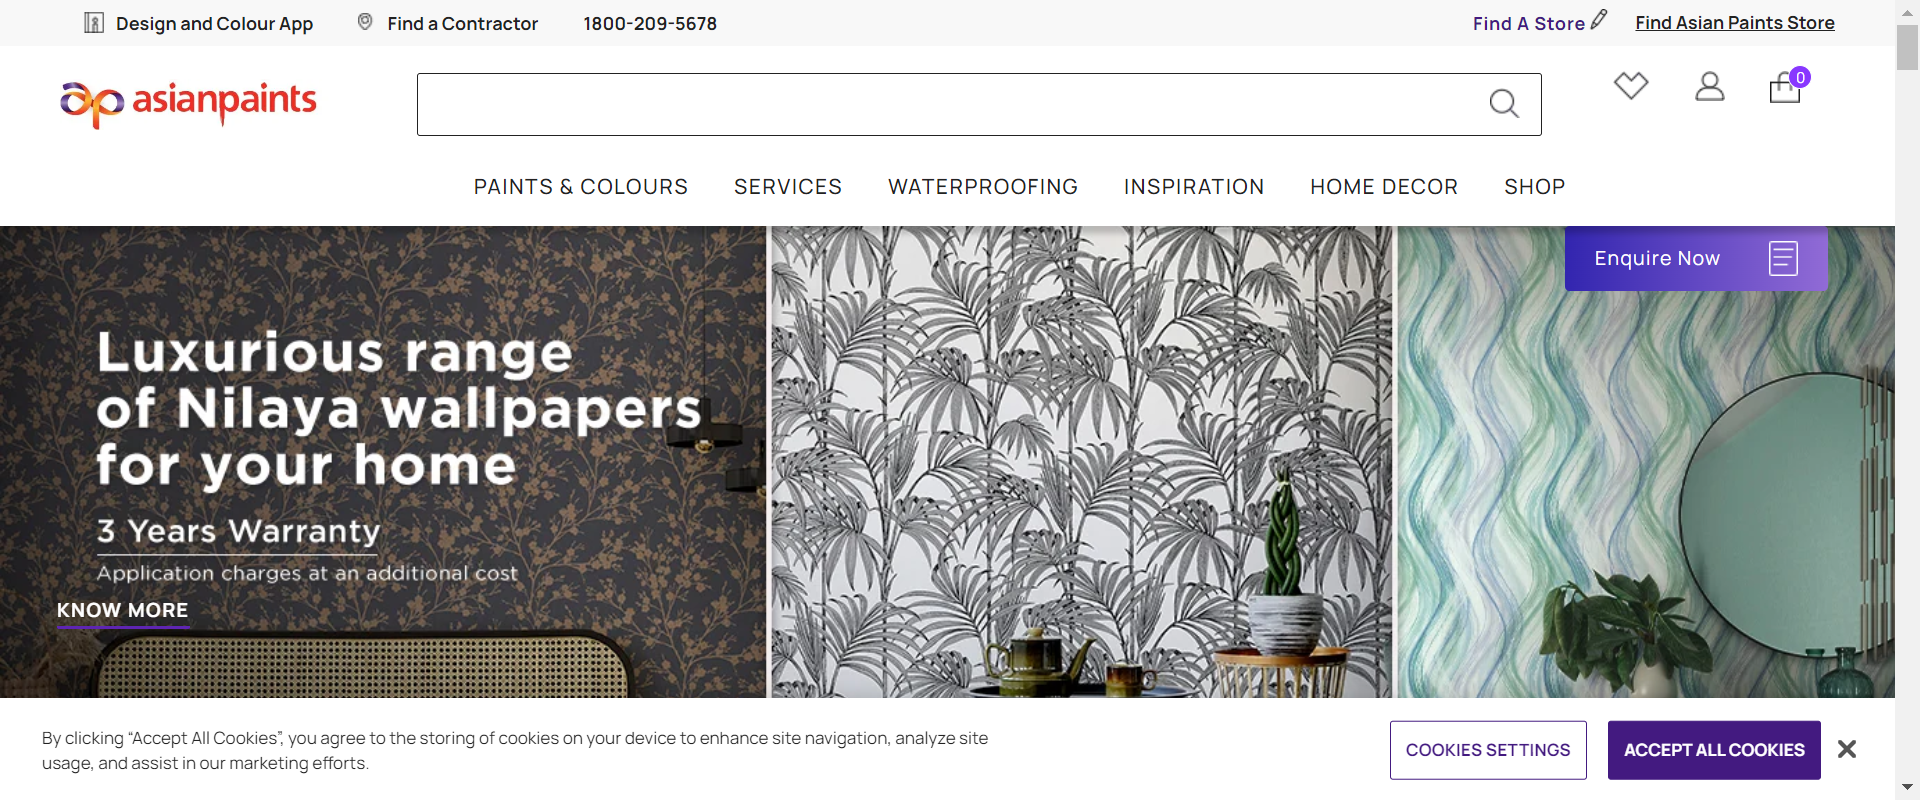 Design and Colour App
Find a Contractor
1800-209-5678
Find A Store
Find Asian Paints Store
ap asianpaints
0
PAINTS & COLOURS
SERVICES
WATERPROOFING
INSPIRATION
HOME DECOR
SHOP
Enquire Now
Luxurious range
of Nilaya wallpapers
for your home
3 Years Warranty
Application charges at an additional cost
KNOW MORE
By clicking “Accept All Cookies”, you agree to the storing of cookies on your device to enhance site navigation, analyze site
usage, and assist in our marketing efforts.
COOKIES SETTINGS
ACCEPT ALL COOKIES